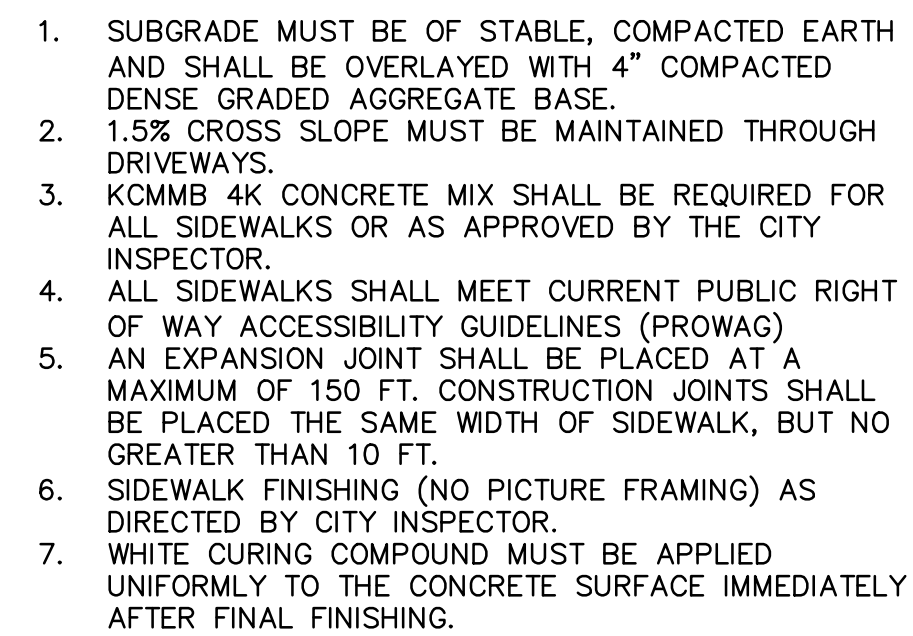 1. SUBGRADE MUST BE OF STABLE, COMPACTED EARTH
AND SHALL BE OVERLAYED WITH 4" COMPACTED
DENSE GRADED AGGREGATE BASE.
2. 1.5% CROSS SLOPE MUST BE MAINTAINED THROUGH
DRIVEWAYS.
3. KCMMB 4K CONCRETE MIX SHALL BE REQUIRED FOR
ALL SIDEWALKS OR AS APPROVED BY THE CITY
INSPECTOR.
4. ALL SIDEWALKS SHALL MEET CURRENT PUBLIC RIGHT
OF WAY ACCESSIBILITY GUIDELINES (PROWAG)
5. AN EXPANSION JOINT SHALL BE PLACED AT A
MAXIMUM OF 150 FT. CONSTRUCTION JOINTS SHALL
BE PLACED THE SAME WIDTH OF SIDEWALK, BUT NO
GREATER THAN 10 FT.
6. SIDEWALK FINISHING (NO PICTURE FRAMING) AS
DIRECTED BY CITY INSPECTOR.
7. WHITE CURING COMPOUND MUST BE APPLIED
UNIFORMLY TO THE CONCRETE SURFACE IMMEDIATELY
AFTER FINAL FINISHING.